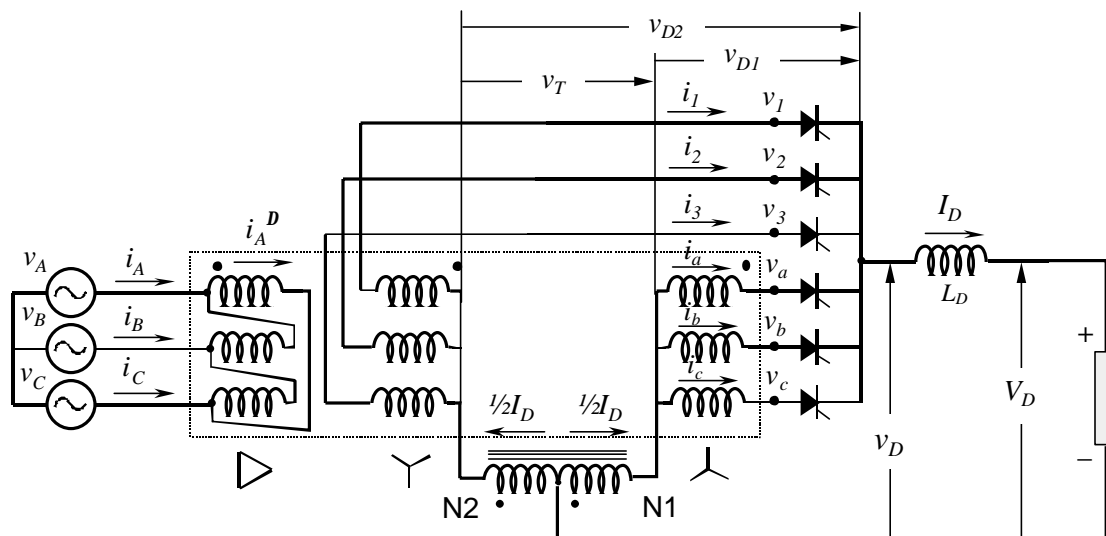 v_D2
v_D1
v_T
i_1 v_1
i_2 v_2
i_3 v_3
i_A^D
i_a v_a
I_D
v_A i_A
L_D
v_B i_B
i_b v_b
v_C i_C
i_c v_c
+
½I_D ½I_D
v_D
V_D
–
N2 N1